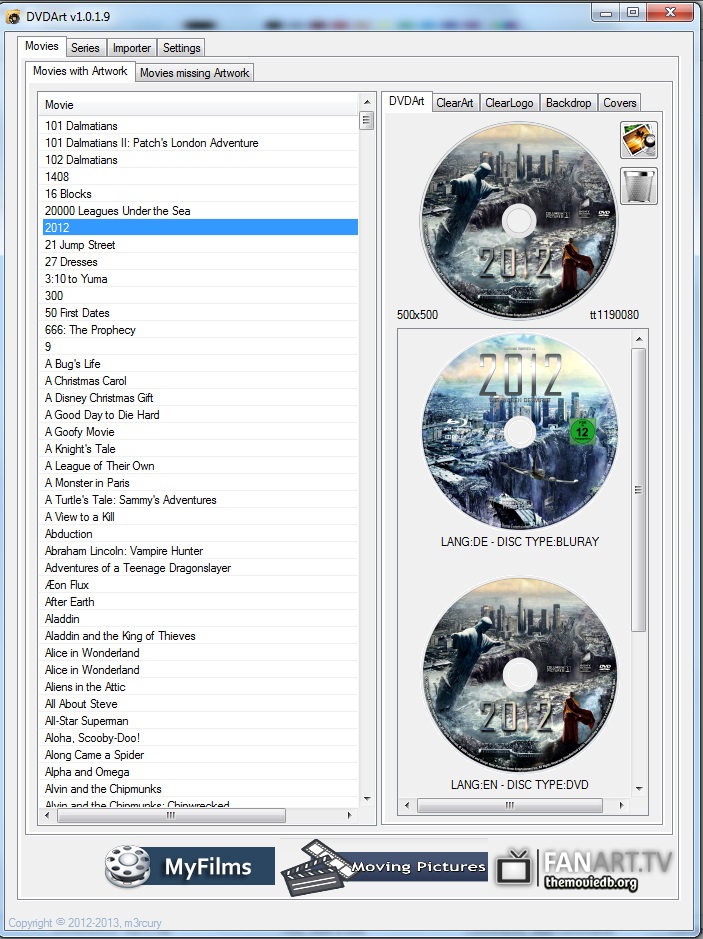 DVDArt v1.0.1.9
Movies
Series
Importer
Settings
Movies with Artwork
Movies missing Artwork
Movie
101 Dalmatians
101 Dalmatians II: Patch's London Adventure
102 Dalmatians
1408
16 Blocks
20000 Leagues Under the Sea
2012
21 Jump Street
27 Dresses
3:10 to Yuma
300
50 First Dates
666: The Prophecy
9
A Bug's Life
A Christmas Carol
A Disney Christmas Gift
A Good Day to Die Hard
A Goofy Movie
A Knight's Tale
A League of Their Own
A Monster in Paris
A Turtle's Tale: Sammy's Adventures
A View to a Kill
Abduction
Abraham Lincoln: Vampire Hunter
Adventures of a Teenage Dragonslayer
Æon Flux
After Earth
Aladdin
Aladdin and the King of Thieves
Alice in Wonderland
Alice in Wonderland
Aliens in the Attic
All About Steve
All-Star Superman
Aloha, Scooby-Doo!
Along Came a Spider
Alpha and Omega
Alvin and the Chipmunks
Alvin and the Chipmunks: Chipwrecked
DVDArt
ClearArt
ClearLogo
Backdrop
Covers
DVD
2012
500x500
tt1190080
2012
12
LANG:DE - DISC TYPE:BLURAY
DVD
2012
LANG:EN - DISC TYPE:DVD
MyFilms
Moving Pictures
FANART.TV
themoviedb.org
Copyright © 2012-2013, m3rcury